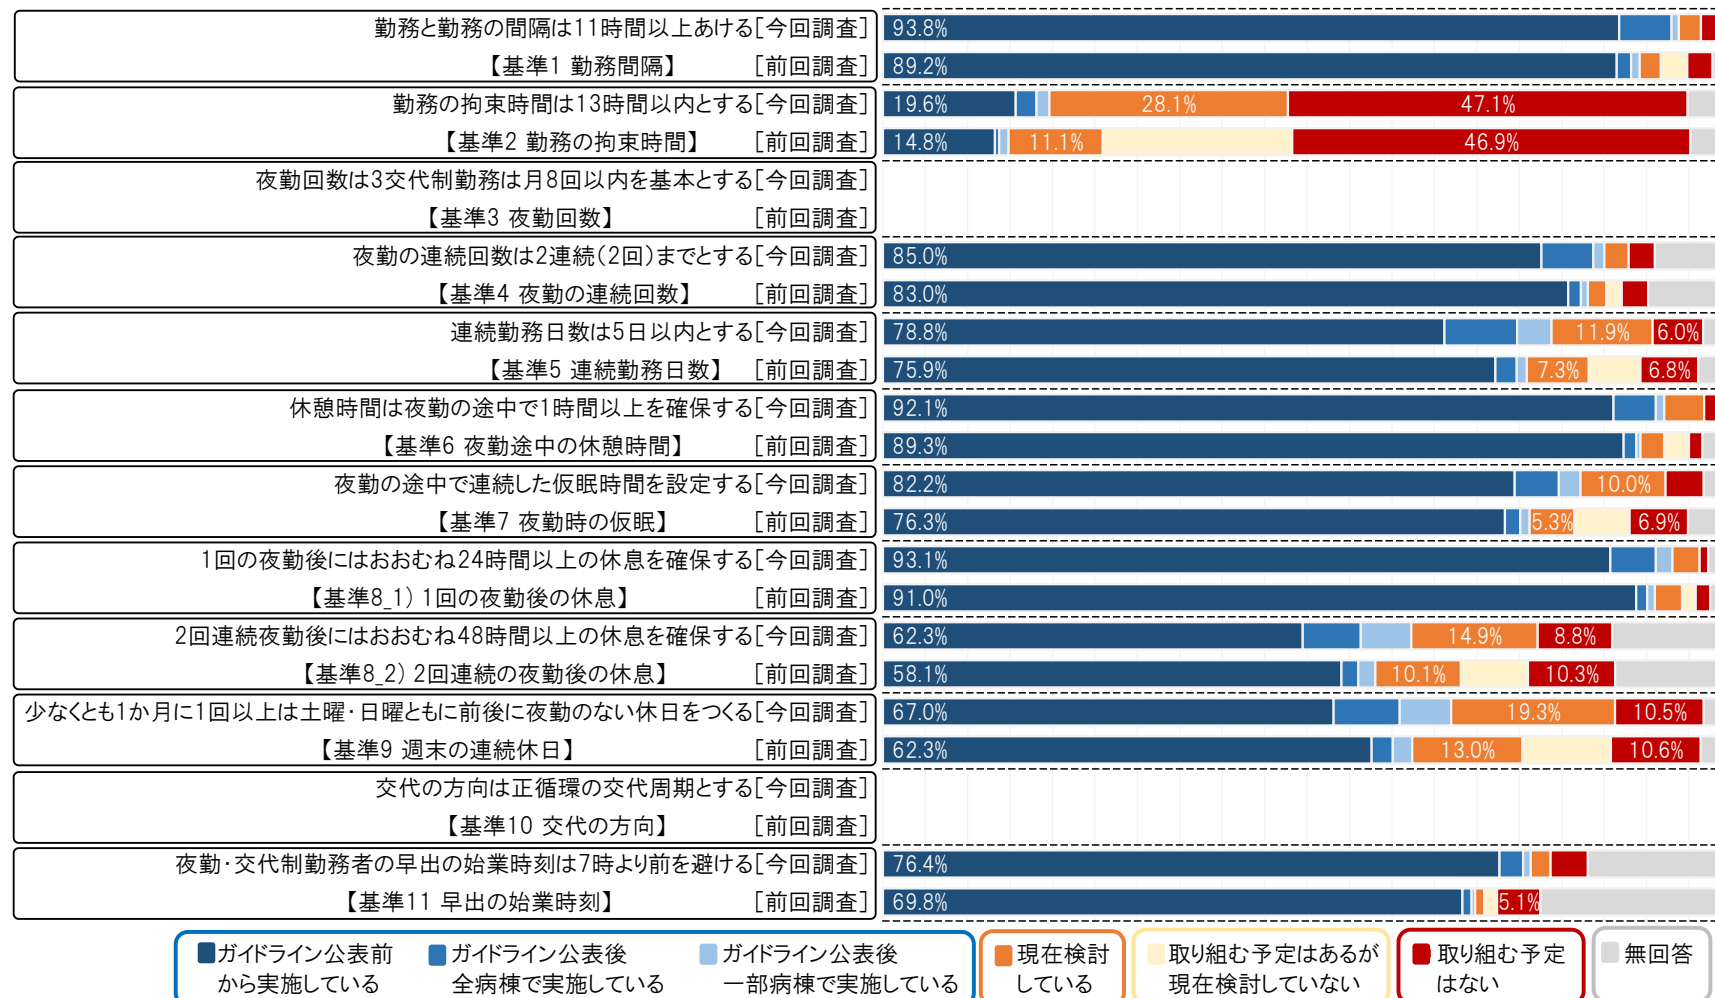 勤務と勤務の間隔は11時間以上あける[今回調査] 93.8%
【基準1 勤務間隔】 [前回調査] 89.2%
勤務の拘束時間は13時間以内とする[今回調査] 19.6% 28.1% 47.1%
【基準2 勤務の拘束時間】 [前回調査] 14.8% 11.1% 46.9%
夜勤回数は3交代制勤務は月8回以内を基本とする[今回調査]
【基準3 夜勤回数】 [前回調査]
夜勤の連続回数は2連続(2回)までとする[今回調査] 85.0%
【基準4 夜勤の連続回数】 [前回調査] 83.0%
連続勤務日数は5日以内とする[今回調査] 78.8% 11.9% 6.0%
【基準5 連続勤務日数】 [前回調査] 75.9% 7.3% 6.8%
休憩時間は夜勤の途中で1時間以上を確保する[今回調査] 92.1%
【基準6 夜勤途中の休憩時間】 [前回調査] 89.3%
夜勤の途中で連続した仮眠時間を設定する[今回調査] 82.2% 10.0%
【基準7 夜勤時の仮眠】 [前回調査] 76.3% 5.3% 6.9%
1回の夜勤後にはおおむね24時間以上の休息を確保する[今回調査] 93.1%
【基準8_1) 1回の夜勤後の休息】 [前回調査] 91.0%
2回連続夜勤後にはおおむね48時間以上の休息を確保する[今回調査] 62.3% 14.9% 8.8%
【基準8_2) 2回連続の夜勤後の休息】 [前回調査] 58.1% 10.1% 10.3%
少なくとも1か月に1回以上は土曜・日曜ともに前後に夜勤のない休日をつくる[今回調査] 67.0% 19.3% 10.5%
【基準9 週末の連続休日】 [前回調査] 62.3% 13.0% 10.6%
交代の方向は正循環の交代周期とする[今回調査]
【基準10 交代の方向】 [前回調査]
夜勤・交代制勤務者の早出の始業時刻は7時より前を避ける[今回調査] 76.4%
【基準11 早出の始業時刻】 [前回調査] 69.8% 5.1%
ガイドライン公表前 ガイドライン公表後 ガイドライン公表後 現在検討 取り組む予定はあるが 取り組む予定 無回答
から実施している 全病棟で実施している 一部病棟で実施している している 現在検討していない はない